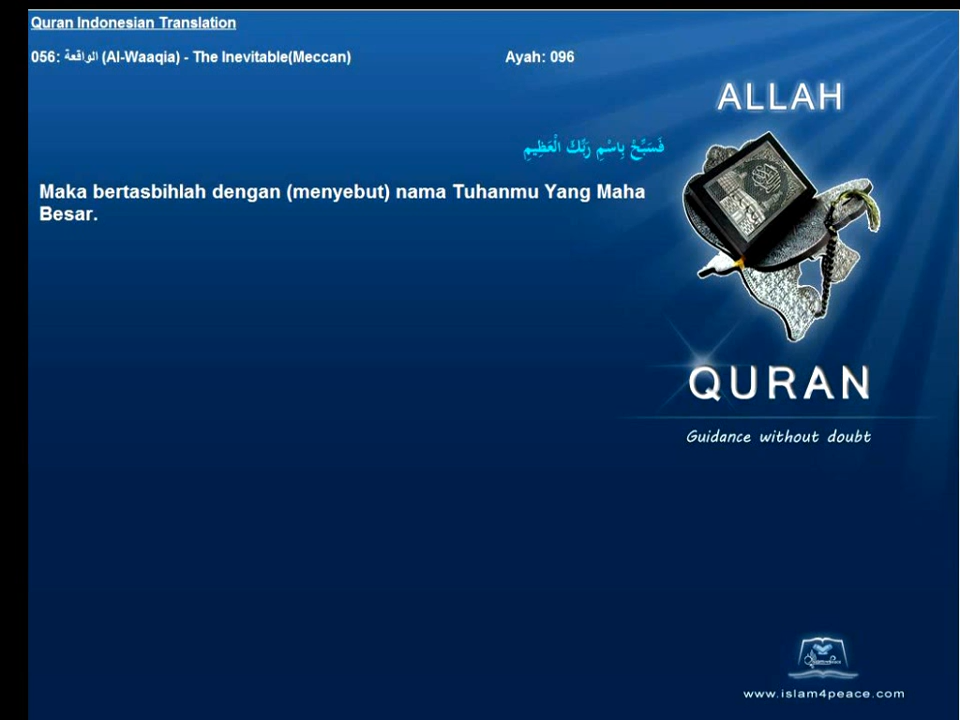 Quran Indonesian Translation
056: الواقعة (Al-Waaqia) - The Inevitable(Meccan) Ayah: 096
ALLAH
فَسَبِّحْ بِاسْمِ رَبِّكَ الْعَظِيمِ
Maka bertasbihlah dengan (menyebut) nama Tuhanmu Yang Maha
Besar.
QURAN
Guidance without doubt
www.islam4peace.com